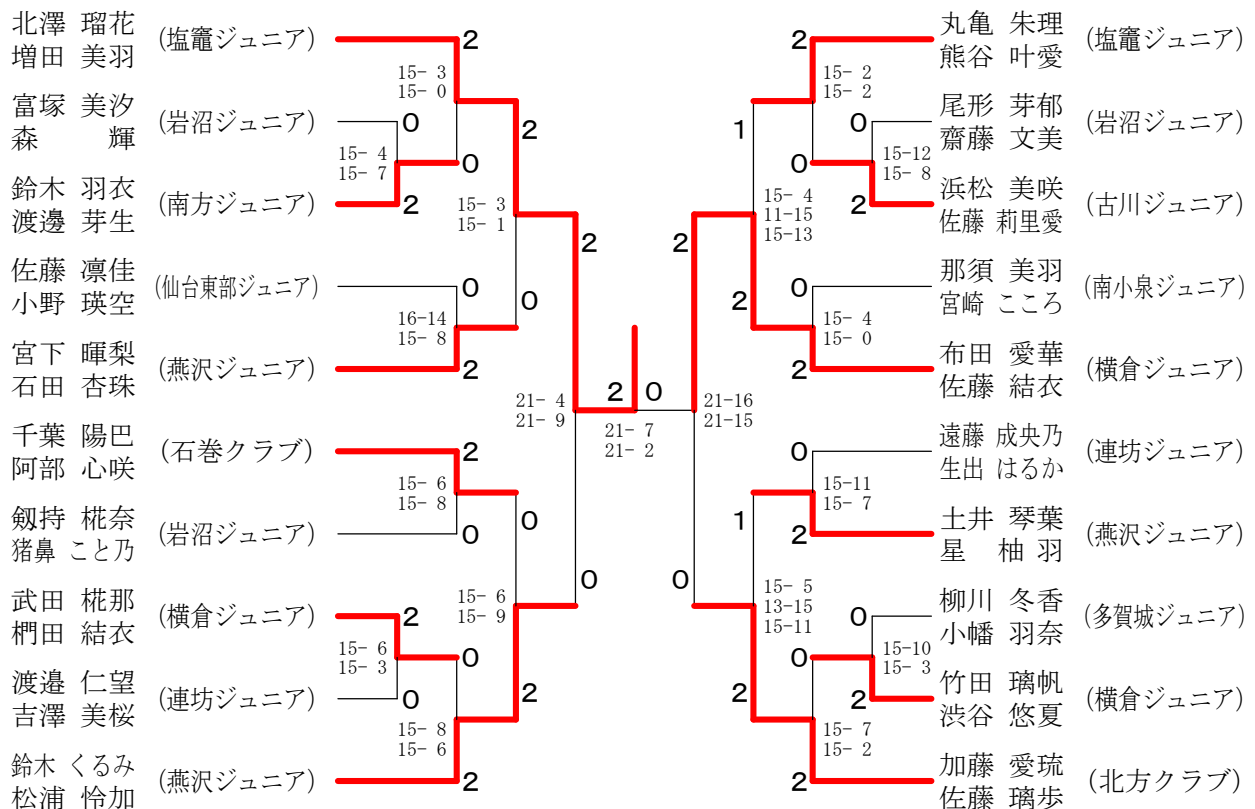 北澤 瑠花
増田 美羽
(塩竈ジュニア)
2
15- 3
15- 0
富塚 美汐
森 輝
(岩沼ジュニア)
0
2
15- 4
15- 7
0
鈴木 羽衣
渡邊 芽生
(南方ジュニア)
2
15- 3
15- 1
2
佐藤 凛佳
小野 瑛空
(仙台東部ジュニア)
0
0
16-14
15- 8
宮下 暉梨
石田 杏珠
(燕沢ジュニア)
2
21- 4
21- 9
2
0
21- 7
21- 2
千葉 陽巴
阿部 心咲
(石巻クラブ)
2
15- 6
15- 8
0
剱持 椛奈
猪鼻 こと乃
(岩沼ジュニア)
0
0
15- 6
15- 9
武田 椛那
椚田 結衣
(横倉ジュニア)
2
15- 6
15- 3
0
渡邉 仁望
吉澤 美桜
(連坊ジュニア)
0
2
15- 8
15- 6
鈴木 くるみ
松浦 怜加
(燕沢ジュニア)
2
丸亀 朱理
熊谷 叶愛
(塩竈ジュニア)
2
15- 2
15- 2
尾形 芽郁
齋藤 文美
(岩沼ジュニア)
0
1
15-12
15- 8
0
浜松 美咲
佐藤 莉里愛
(古川ジュニア)
2
15- 4
11-15
15-13
2
那須 美羽
宮崎 こころ
(南小泉ジュニア)
0
2
15- 4
15- 0
布田 愛華
佐藤 結衣
(横倉ジュニア)
2
21-16
21-15
遠藤 成央乃
生出 はるか
(連坊ジュニア)
0
15-11
15- 7
1
土井 琴葉
星 柚羽
(燕沢ジュニア)
2
0
15- 5
13-15
15-11
柳川 冬香
小幡 羽奈
(多賀城ジュニア)
0
15-10
15- 3
0
竹田 璃帆
渋谷 悠夏
(横倉ジュニア)
2
2
15- 7
15- 2
加藤 愛琉
佐藤 璃歩
(北方クラブ)
2